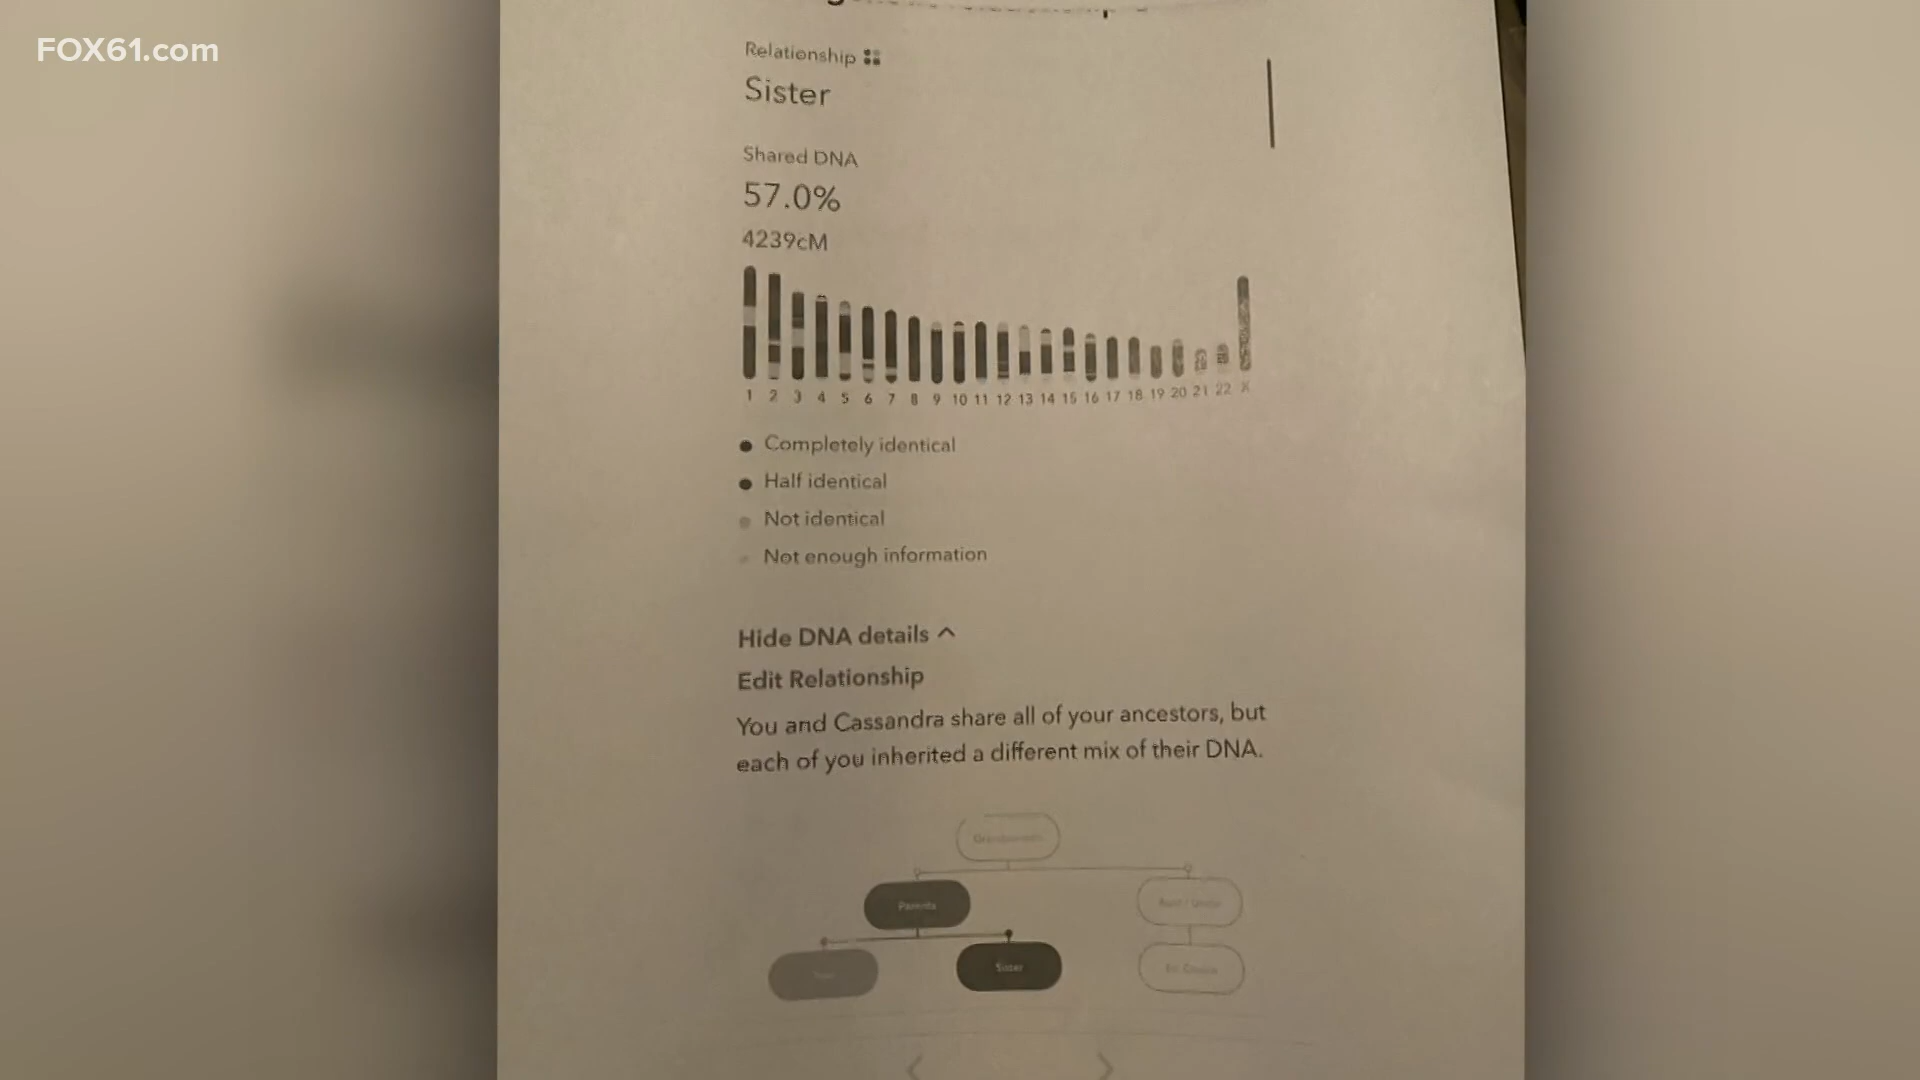 FOX61.com
Relationship
Sister
Shared DNA
57.0%
4239cM
1 2 3 4 5 6 7 8 9 10 11 12 13 14 15 16 17 18 19 20 21 22 X
Completely identical
Half identical
Not identical
Not enough information
Hide DNA details
Edit Relationship
You and Cassandra share all of your ancestors, but
each of you inherited a different mix of their DNA.
Parents
Sister